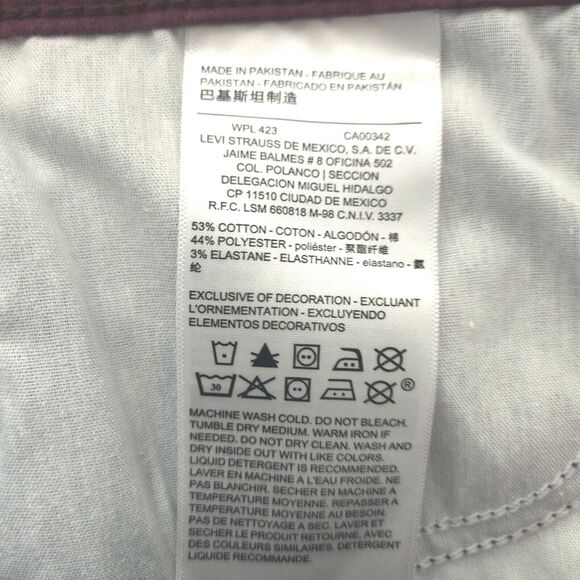 MADE IN PAKISTAN - FABRIQUE AU
PAKISTAN - FABRICADO EN PAKISTÁN
巴基斯坦制造
WPL 423 CA00342
LEVI STRAUSS DE MEXICO, S.A. DE C.V.
JAIME BALMES # 8 OFICINA 502
COL. POLANCO | SECCION
DELEGACION MIGUEL HIDALGO
CP 11510 CIUDAD DE MEXICO
R.F.C. LSM 660818 M-98 C.N.I.V. 3337
53% COTTON - COTON - ALGODÓN - 棉
44% POLYESTER - poliéster - 聚酯纤维
3% ELASTANE - ELASTHANNE - elastano - 氨
纶
EXCLUSIVE OF DECORATION - EXCLUANT
L'ORNEMENTATION - EXCLUYENDO
ELEMENTOS DECORATIVOS
30 ®
MACHINE WASH COLD. DO NOT BLEACH.
TUMBLE DRY MEDIUM. WARM IRON IF
NEEDED. DO NOT DRY CLEAN. WASH AND
DRY INSIDE OUT WITH LIKE COLORS.
LIQUID DETERGENT IS RECOMMENDED.
LAVER EN MACHINE A L'EAU FROIDE. NE
PAS BLANCHIR. SECHER EN MACHINE A
TEMPERATURE MOYENNE. REPASSER A
TEMPERATURE MOYENNE AU BESOIN.
PAS DE NETTOYAGE A SEC. LAVER ET
SECHER LE PRODUIT RETOURNE, AVEC
DES COULEURS SIMILAIRES. DETERGENT
LIQUIDE RECOMMANDE.